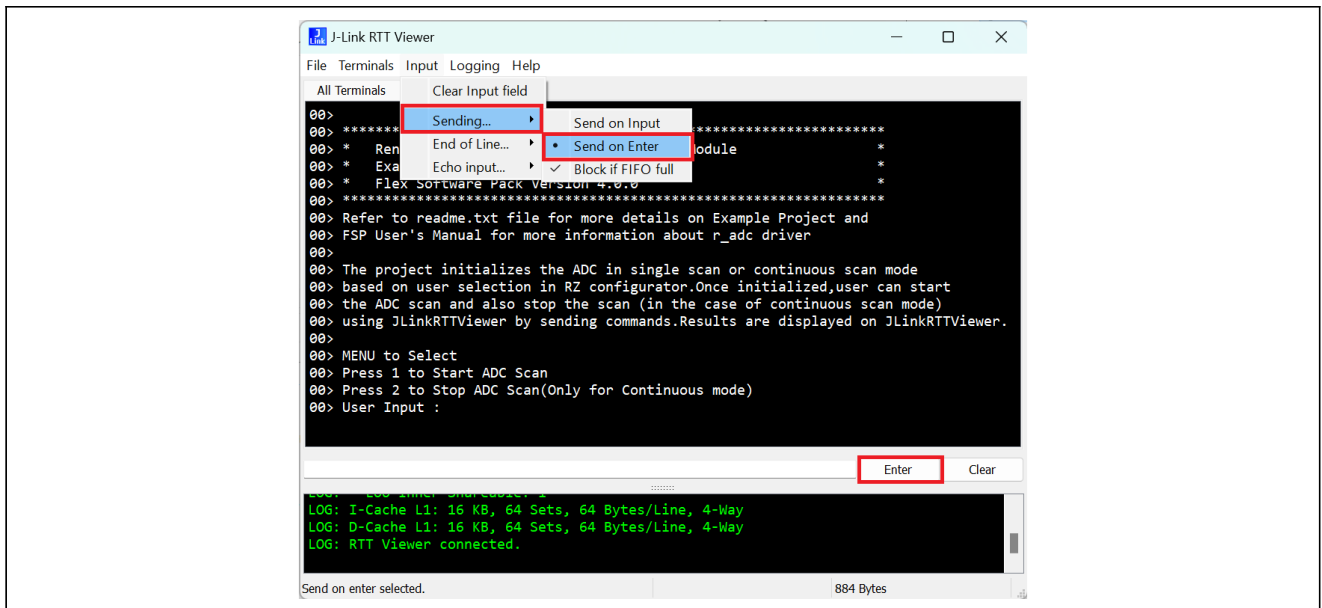 J-Link RTT Viewer
File Terminals Input Logging Help
All Terminals
Clear Input field
Sending...
End of Line...
Echo input...
Send on Input
Send on Enter
Block if FIFO full
00>
00> ******* ***********************
00> * Ren odule *
00> * Exa *
00> * Flex Software Pack Version 4.0.0 *
00> ******************************************************************
00> Refer to readme.txt file for more details on Example Project and
00> FSP User's Manual for more information about r_adc driver
00>
00> The project initializes the ADC in single scan or continuous scan mode
00> based on user selection in RZ configurator.Once initialized,user can start
00> the ADC scan and also stop the scan (in the case of continuous scan mode)
00> using JLinkRTTViewer by sending commands.Results are displayed on JLinkRTTViewer.
00>
00> MENU to Select
00> Press 1 to Start ADC Scan
00> Press 2 to Stop ADC Scan(Only for Continuous mode)
00> User Input :
Enter Clear
LOG: I-Cache L1: 16 KB, 64 Sets, 64 Bytes/Line, 4-Way
LOG: D-Cache L1: 16 KB, 64 Sets, 64 Bytes/Line, 4-Way
LOG: RTT Viewer connected.
Send on enter selected. 884 Bytes